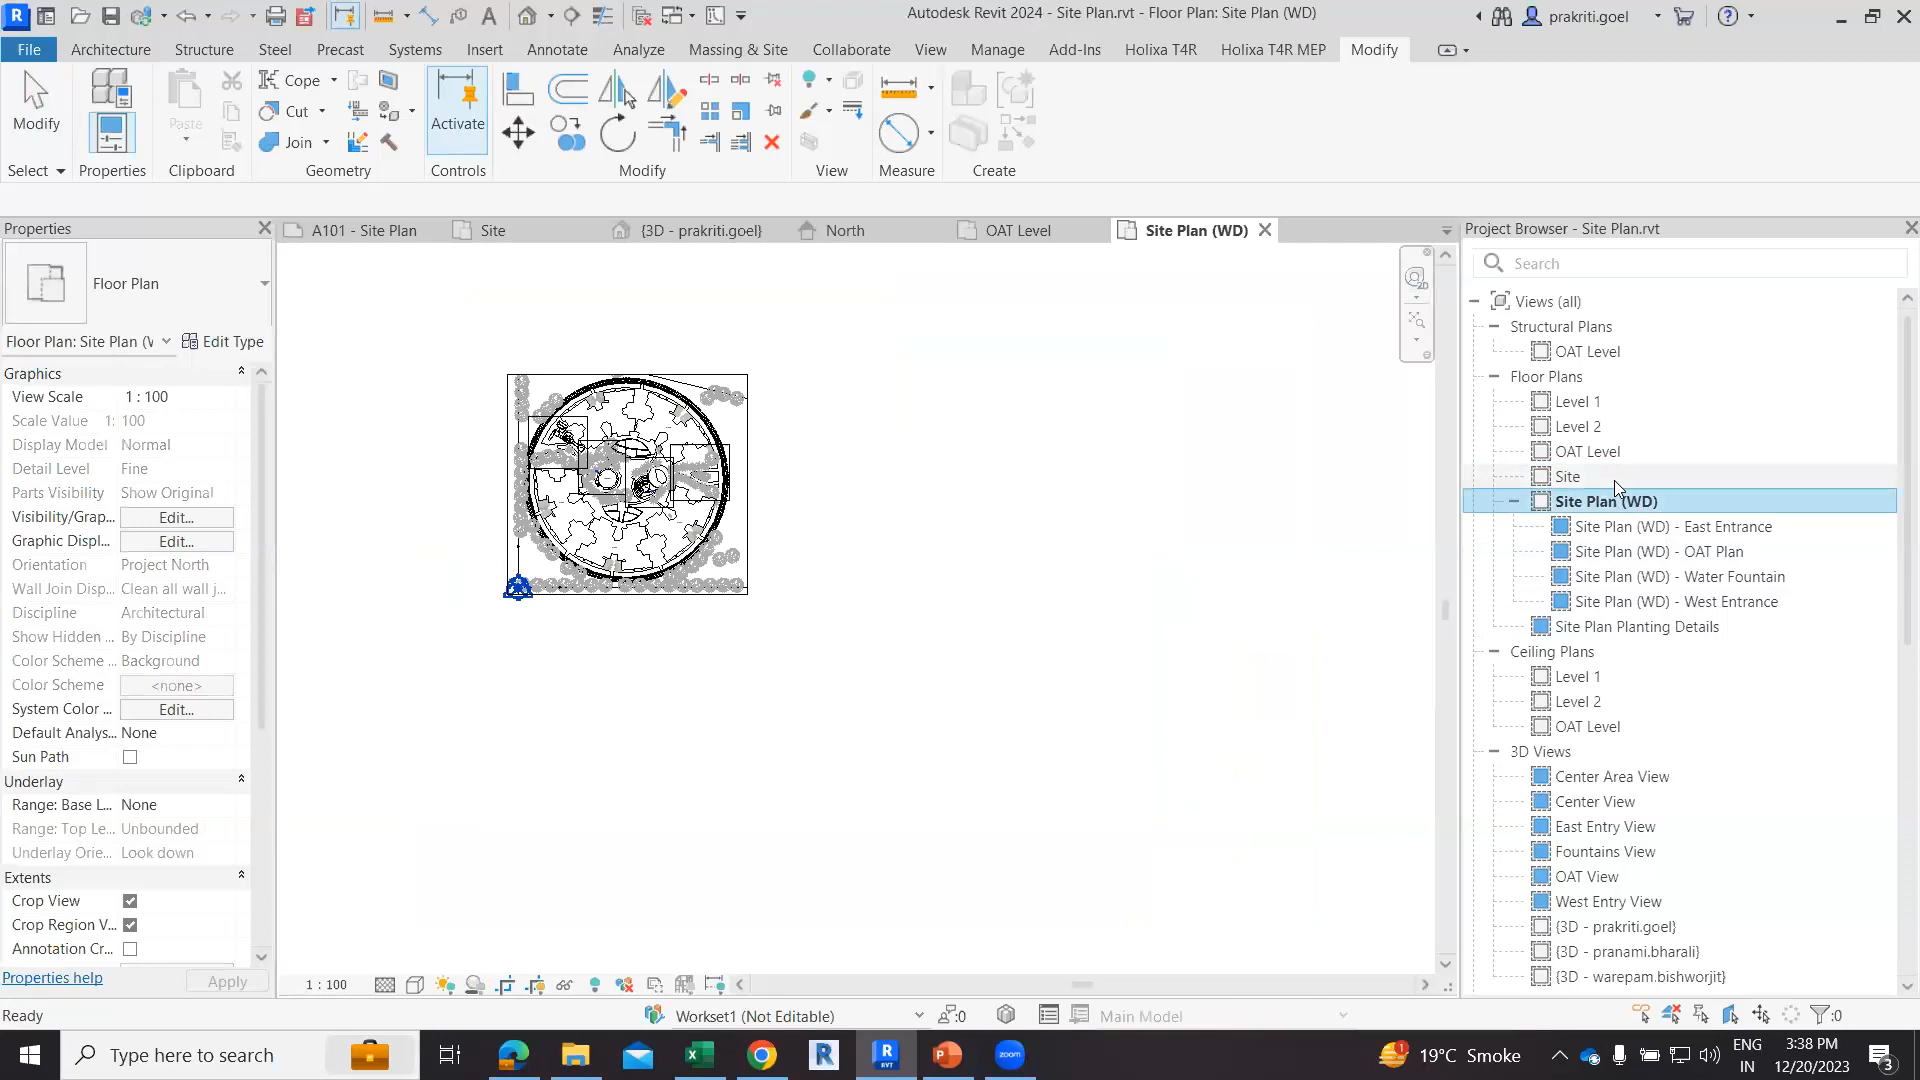 Autodesk Revit 2024 - Site Plan.rvt - Floor Plan: Site Plan (WD)
prakriti.goel
File Architecture Structure Steel Precast Systems Insert Annotate Analyze Massing & Site Collaborate View Manage Add-Ins Holixa T4R Holixa T4R MEP Modify
Modify
Paste
Cope
Cut
Join
Activate
Select Properties Clipboard Geometry Controls Modify View Measure Create
Properties
A101 - Site Plan
Site
{3D - prakriti.goel}
North
OAT Level
Site Plan (WD)
Project Browser - Site Plan.rvt
Floor Plan
Floor Plan: Site Plan (V
Edit Type
Graphics
View Scale 1 : 100
Scale Value 1: 100
Display Model Normal
Detail Level Fine
Parts Visibility Show Original
Visibility/Grap... Edit...
Graphic Displ... Edit...
Orientation Project North
Wall Join Disp... Clean all wall j...
Discipline Architectural
Show Hidden ... By Discipline
Color Scheme ... Background
Color Scheme <none>
System Color ... Edit...
Default Analys... None
Sun Path
Underlay
Range: Base L... None
Range: Top Le... Unbounded
Underlay Orie... Look down
Extents
Crop View
Crop Region V...
Annotation Cr...
Properties help
Apply
2D
1 : 100
Search
Views (all)
Structural Plans
OAT Level
Floor Plans
Level 1
Level 2
OAT Level
Site
Site Plan (WD)
Site Plan (WD) - East Entrance
Site Plan (WD) - OAT Plan
Site Plan (WD) - Water Fountain
Site Plan (WD) - West Entrance
Site Plan Planting Details
Ceiling Plans
Level 1
Level 2
OAT Level
3D Views
Center Area View
Center View
East Entry View
Fountains View
OAT View
West Entry View
{3D - prakriti.goel}
{3D - pranami.bharali}
{3D - warepam.bishworjit}
Ready
Workset1 (Not Editable)
:0
Main Model
:0
Type here to search
R
RVT
zoom
1
19°C Smoke
ENG
IN
3:38 PM
12/20/2023
3